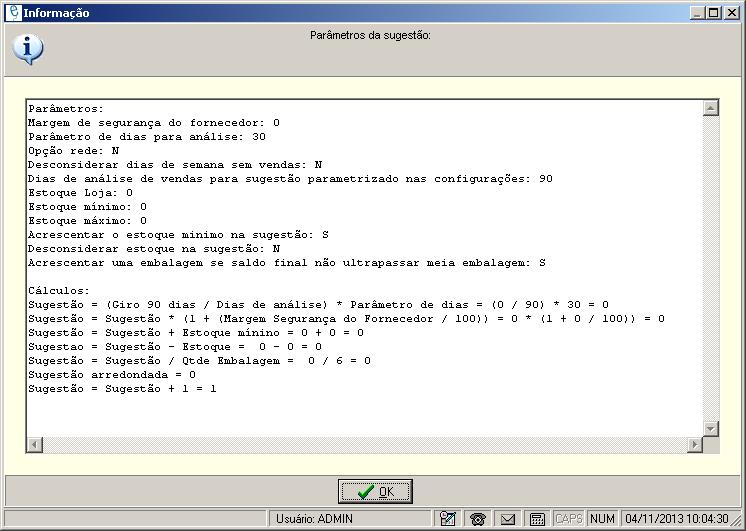 Informação
Parâmetros da sugestão:
Parâmetros:
Margem de segurança do fornecedor: 0
Parâmetro de dias para análise: 30
Opção rede: N
Desconsiderar dias de semana sem vendas: N
Dias de análise de vendas para sugestão parametrizado nas configurações: 90
Estoque Loja: 0
Estoque mínimo: 0
Estoque máximo: 0
Acrescentar o estoque minimo na sugestão: S
Desconsiderar estoque na sugestão: N
Acrescentar uma embalagem se saldo final não ultrapassar meia embalagem: S
Cálculos:
Sugestão = (Giro 90 dias / Dias de análise) * Parâmetro de dias = (0 / 90) * 30 = 0
Sugestão = Sugestão * (1 + (Margem Segurança do Fornecedor / 100)) = 0 * (1 + 0 / 100)) = 0
Sugestão = Sugestão + Estoque mínino = 0 + 0 = 0
Sugestao = Sugestão - Estoque =  0 - 0 = 0
Sugestão = Sugestão / Qtde Embalagem =  0 / 6 = 0
Sugestão arredondada = 0
Sugestão = Sugestão + 1 = 1
OK
Usuário: ADMIN CAPS NUM 04/11/2013 10:04:30